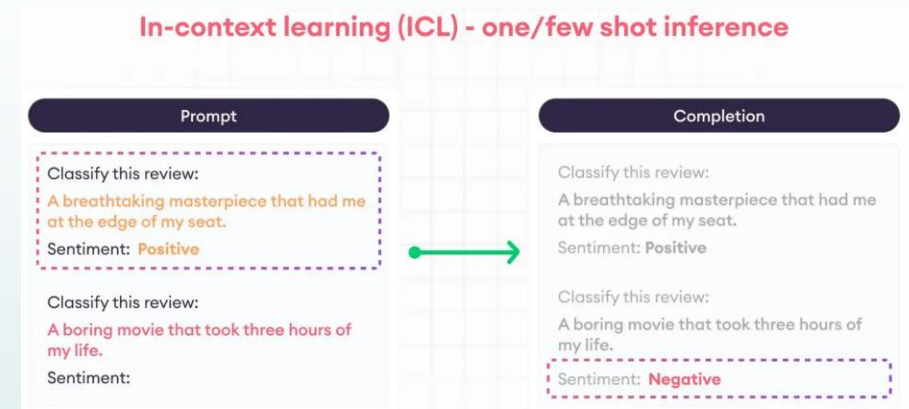 In-context learning (ICL) - one/few shot inference
Prompt
Classify this review:
A breathtaking masterpiece that had me
at the edge of my seat.
Sentiment: Positive
Classify this review:
A boring movie that took three hours of
my life.
Sentiment:
Completion
Classify this review:
A breathtaking masterpiece that had me
at the edge of my seat.
Sentiment: Positive
Classify this review:
A boring movie that took three hours of
my life.
Sentiment: Negative